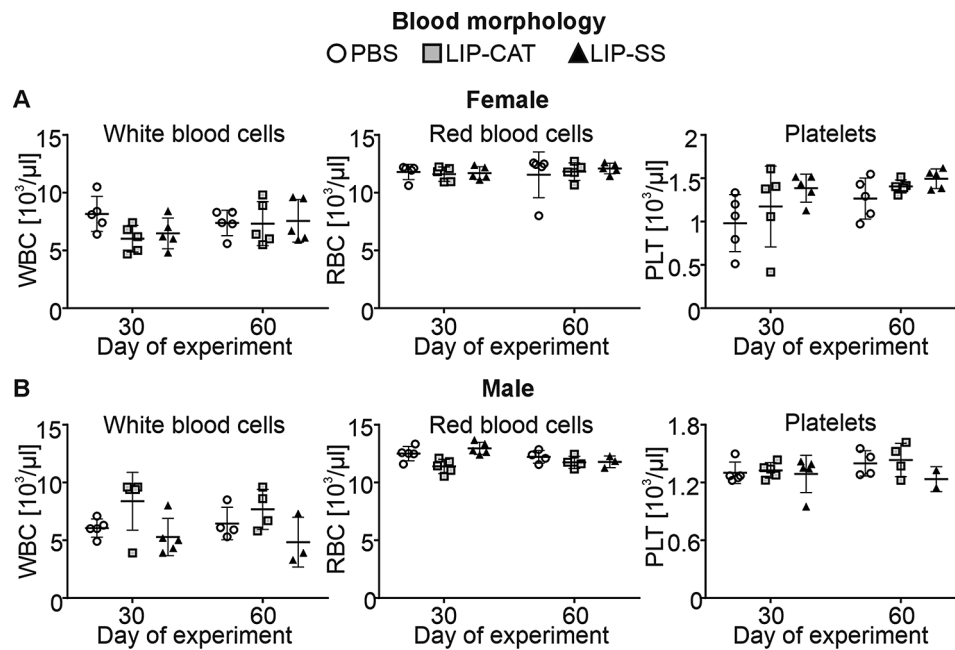 Blood morphology
PBS LIP-CAT LIP-SS
A Female
White blood cells Red blood cells Platelets
WBC [10³/µl]
15
10
5
0
30 60
Day of experiment
RBC [10³/µl]
15
10
5
0
30 60
Day of experiment
PLT [10³/µl]
2
1.5
1
0.5
0
30 60
Day of experiment
B Male
White blood cells Red blood cells Platelets
WBC [10³/µl]
15
10
5
0
30 60
Day of experiment
RBC [10³/µl]
15
10
5
0
30 60
Day of experiment
PLT [10³/µl]
1.8
1.2
0.6
0
30 60
Day of experiment